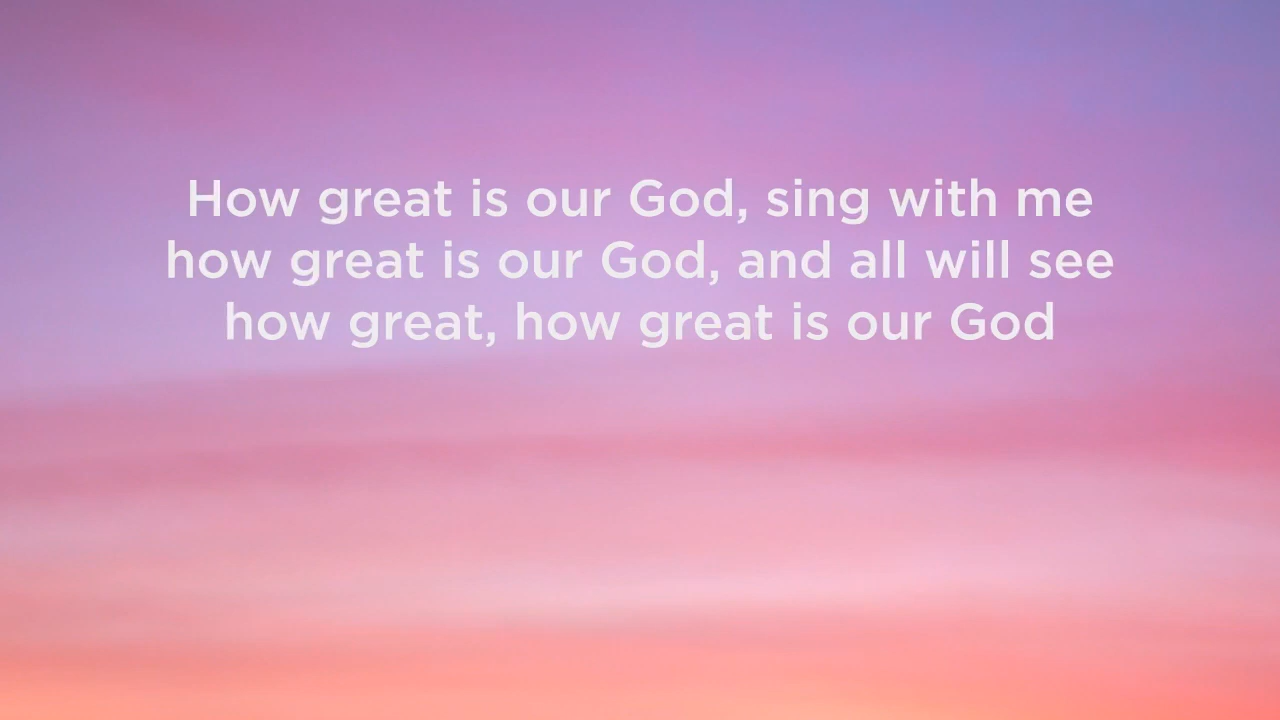 How great is our God, sing with me
how great is our God, and all will see
how great, how great is our God